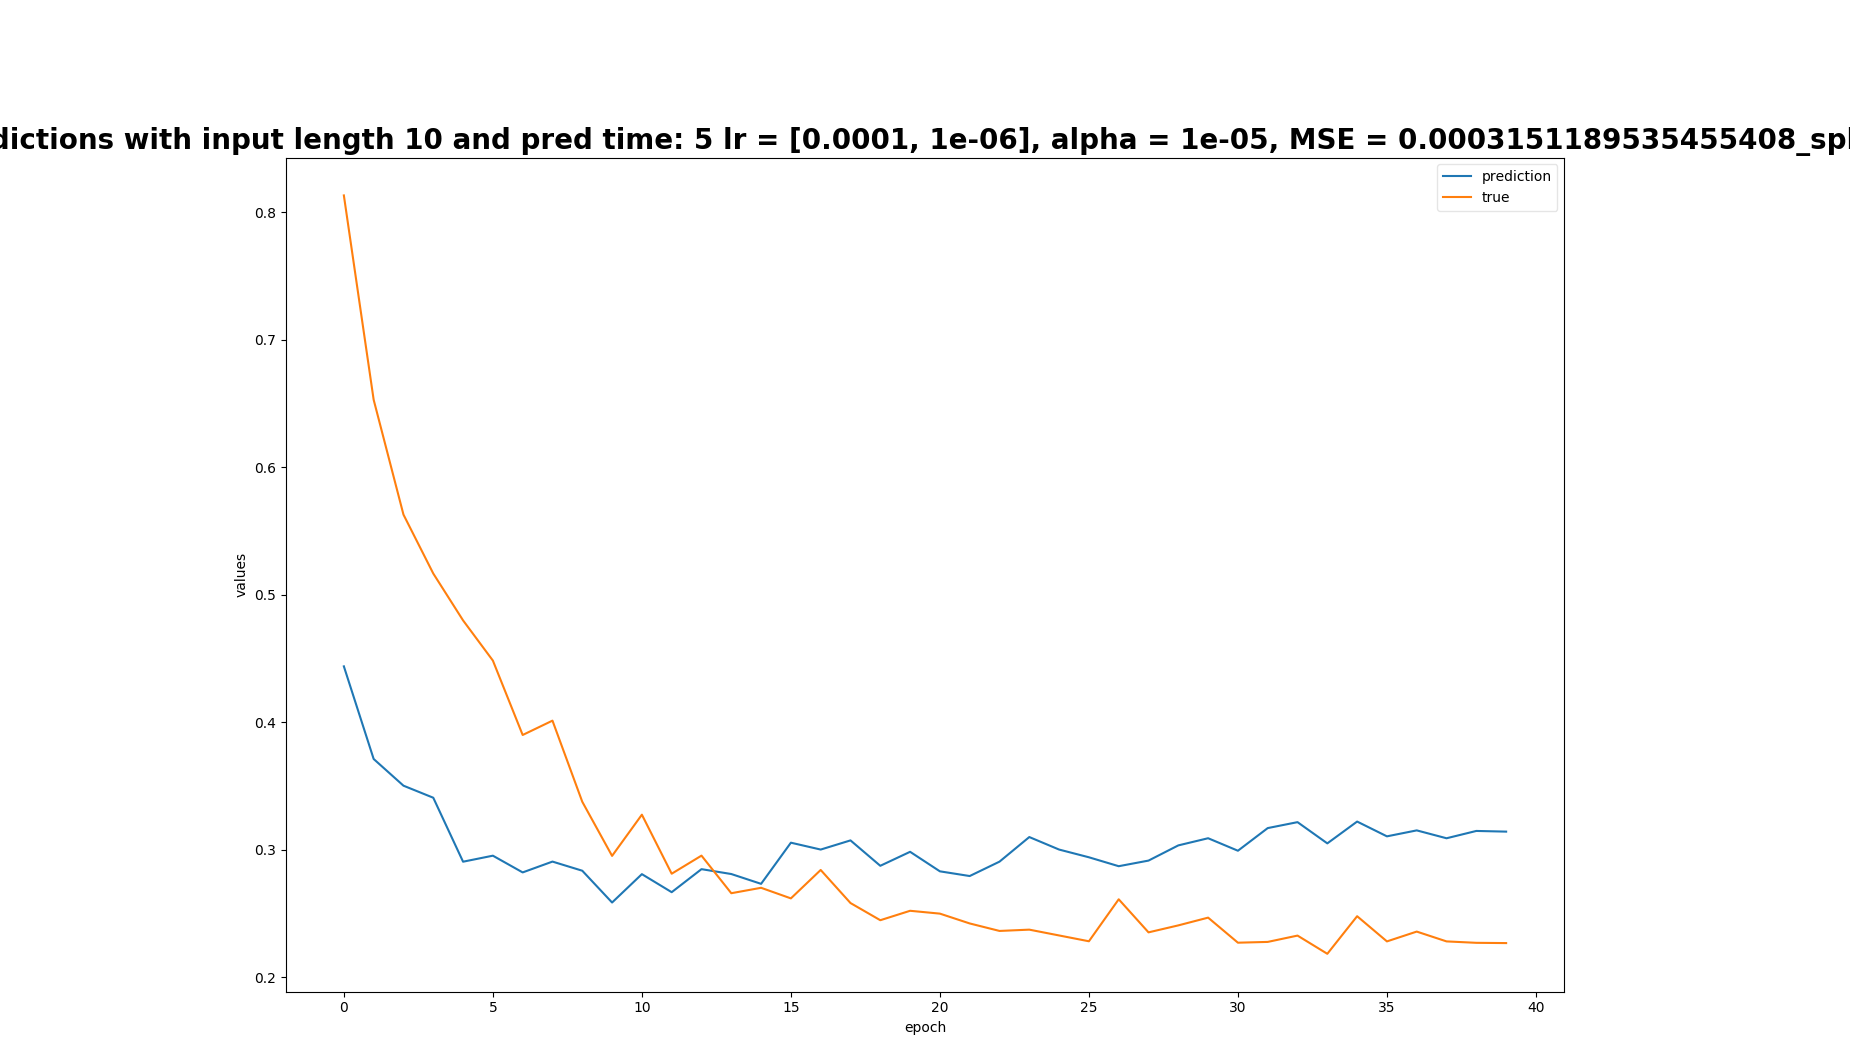 dictions with input length 10 and pred time: 5 lr = [0.0001, 1e-06], alpha = 1e-05, MSE = 0.0003151189535455408_spl
prediction
true
0.8
0.7
0.6
0.5
0.4
0.3
0.2
values
0 5 10 15 20 25 30 35 40
epoch